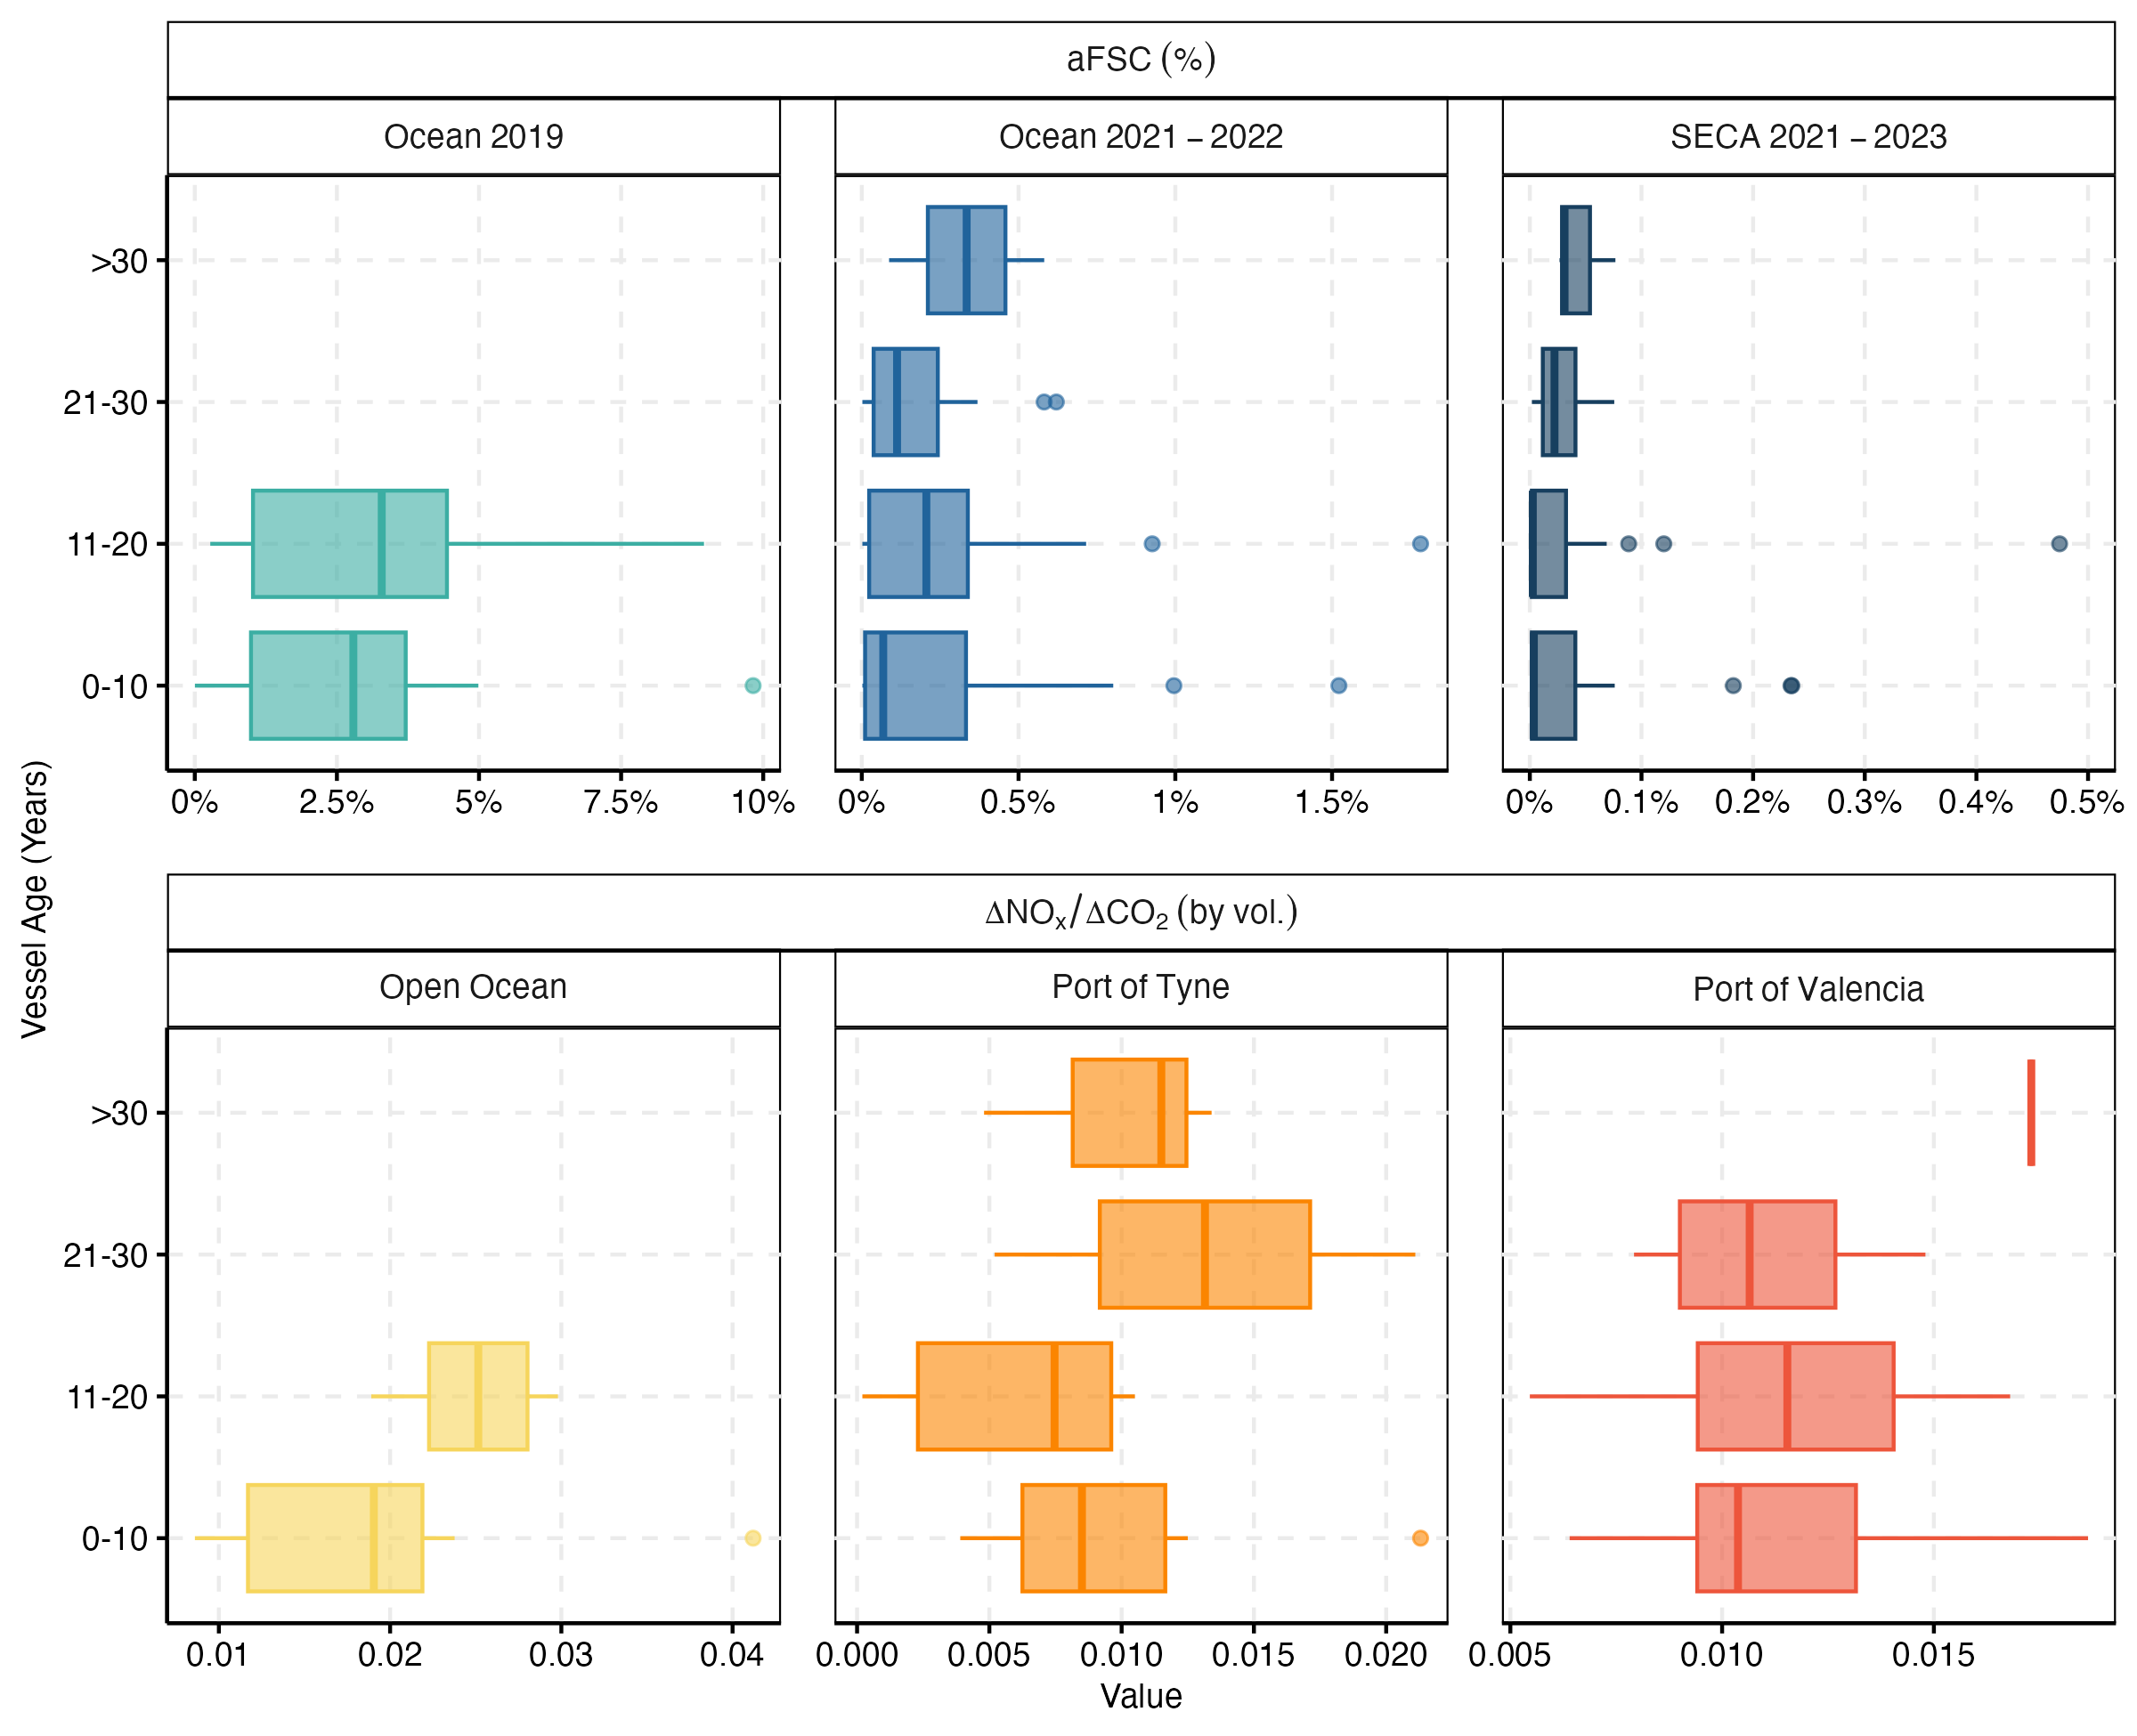 aFSC (%)
Ocean 2019
Ocean 2021 – 2022
SECA 2021 – 2023
>30
21-30
11-20
0-10
0% 2.5% 5% 7.5% 10%
0% 0.5% 1% 1.5%
0% 0.1% 0.2% 0.3% 0.4% 0.5%
Vessel Age (Years)
ΔNOₓ/ΔCO₂ (by vol.)
Open Ocean
Port of Tyne
Port of Valencia
>30
21-30
11-20
0-10
0.01 0.02 0.03 0.04
0.000 0.005 0.010 0.015 0.020
0.005 0.010 0.015
Value